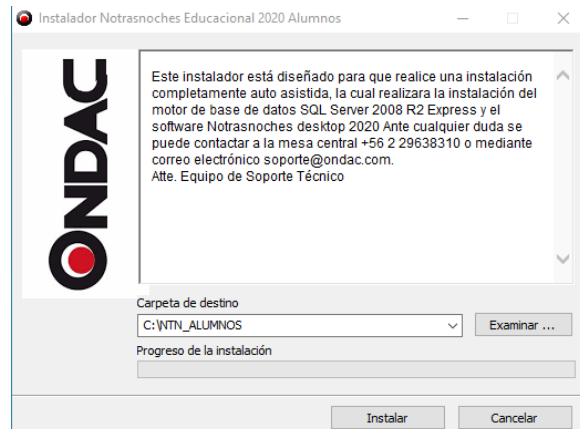 Instalador Notrasnoches Educacional 2020 Alumnos
ONDAC
Este instalador está diseñado para que realice una instalación
completamente auto asistida, la cual realizara la instalación del
motor de base de datos SQL Server 2008 R2 Express y el
software Notrasnoches desktop 2020 Ante cualquier duda se
puede contactar a la mesa central +56 2 29638310 o mediante
correo electrónico soporte@ondac.com.
Atte. Equipo de Soporte Técnico
Carpeta de destino
C:\NTN_ALUMNOS
Examinar ...
Progreso de la instalación
Instalar
Cancelar